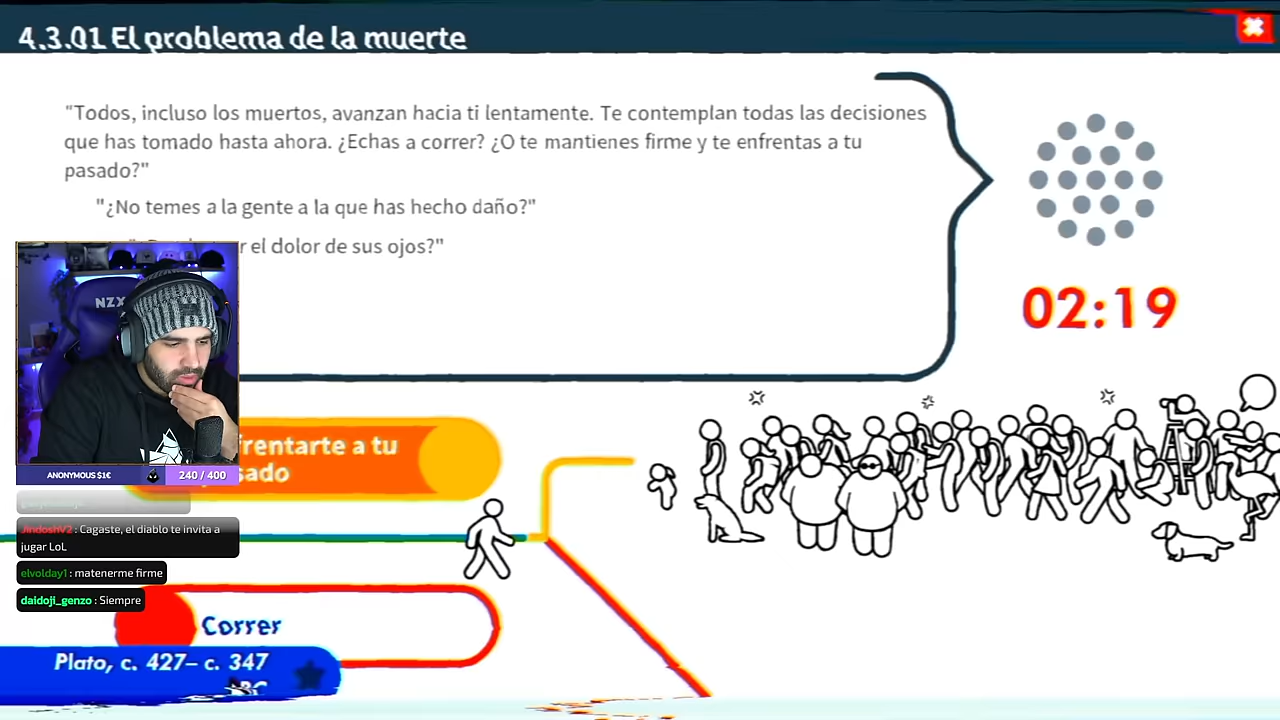 4.3.01 El problema de la muerte
"Todos, incluso los muertos, avanzan hacia ti lentamente. Te contemplan todas las decisiones
que has tomado hasta ahora. ¿Echas a correr? ¿O te mantienes firme y te enfrentas a tu
pasado?"
"¿No temes a la gente a la que has hecho daño?"
el dolor de sus ojos?"
02:19
NZX
ANONYMOUS $1€
240 / 400
frentarte a tu
sado
JindoshV2 : Cagaste, el diablo te invita a
jugar LoL
elvolday1 : matenerme firme
daidoji_genzo : Siempre
Correr
Plato, c. 427– c. 347
BC